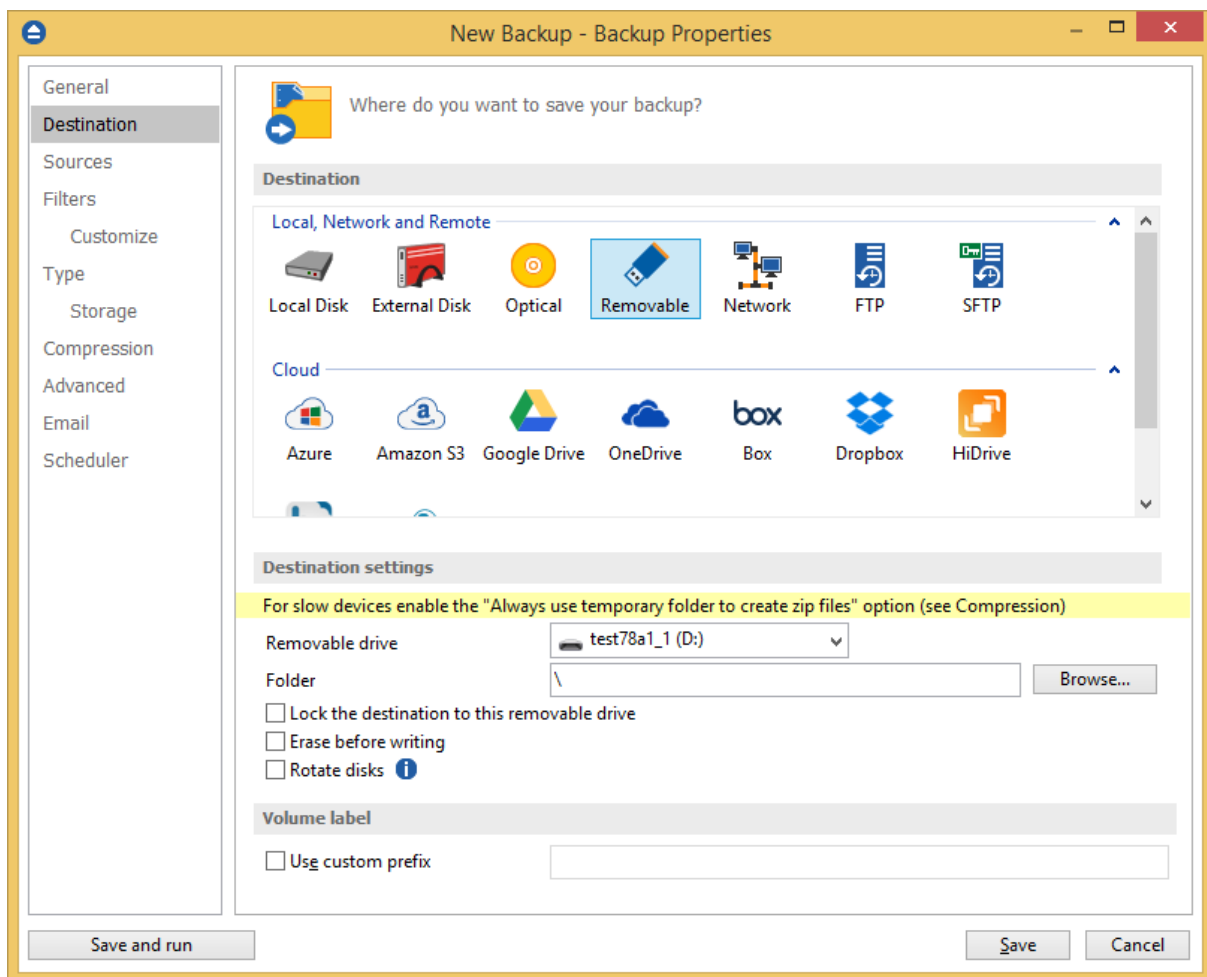 New Backup - Backup Properties
General
Destination
Sources
Filters
Customize
Type
Storage
Compression
Advanced
Email
Scheduler
Where do you want to save your backup?
Destination
Local, Network and Remote
Local Disk External Disk Optical Removable Network FTP SFTP
Cloud
a
box
Azure Amazon S3 Google Drive OneDrive Box Dropbox HiDrive
Destination settings
For slow devices enable the "Always use temporary folder to create zip files" option (see Compression)
Removable drive test78a1_1 (D:)
Folder \ Browse...
Lock the destination to this removable drive
Erase before writing
Rotate disks i
Volume label
Use custom prefix
Save and run Save Cancel